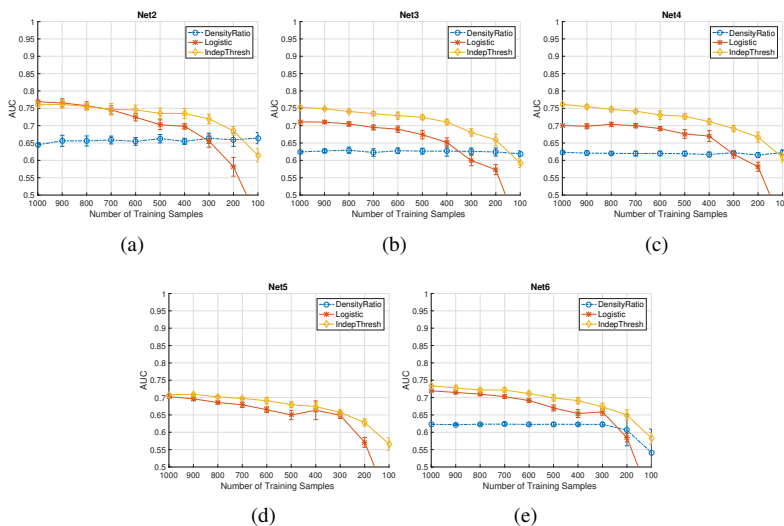 Net2
1
0.95
0.9
0.85
0.8
0.75
0.7
0.65
0.6
0.55
0.5
AUC
DensityRatio
Logistic
IndepThresh
1000 900 800 700 600 500 400 300 200 100
Number of Training Samples
(a)
Net3
1
0.95
0.9
0.85
0.8
0.75
0.7
0.65
0.6
0.55
0.5
AUC
DensityRatio
Logistic
IndepThresh
1000 900 800 700 600 500 400 300 200 100
Number of Training Samples
(b)
Net4
1
0.95
0.9
0.85
0.8
0.75
0.7
0.65
0.6
0.55
0.5
AUC
DensityRatio
Logistic
IndepThresh
1000 900 800 700 600 500 400 300 200 100
Number of Training Samples
(c)
Net5
1
0.95
0.9
0.85
0.8
0.75
0.7
0.65
0.6
0.55
0.5
AUC
DensityRatio
Logistic
IndepThresh
1000 900 800 700 600 500 400 300 200 100
Number of Training Samples
(d)
Net6
1
0.95
0.9
0.85
0.8
0.75
0.7
0.65
0.6
0.55
0.5
AUC
DensityRatio
Logistic
IndepThresh
1000 900 800 700 600 500 400 300 200 100
Number of Training Samples
(e)